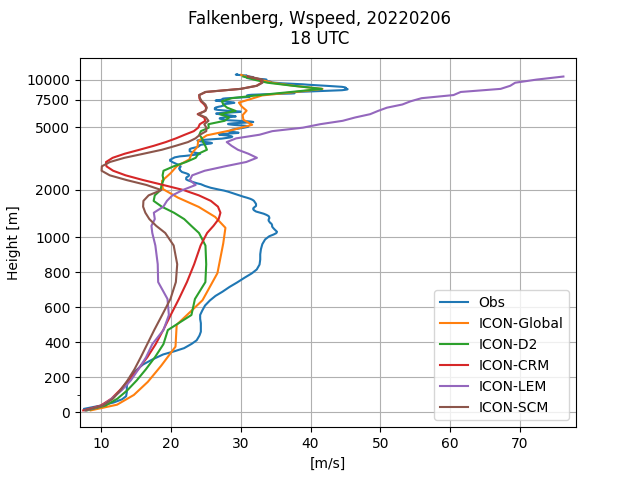 Falkenberg, Wspeed, 20220206
18 UTC
10000
7500
5000
2000
1000
800
600
400
200
0
Height [m]
Obs
ICON-Global
ICON-D2
ICON-CRM
ICON-LEM
ICON-SCM
10 20 30 40 50 60 70
[m/s]